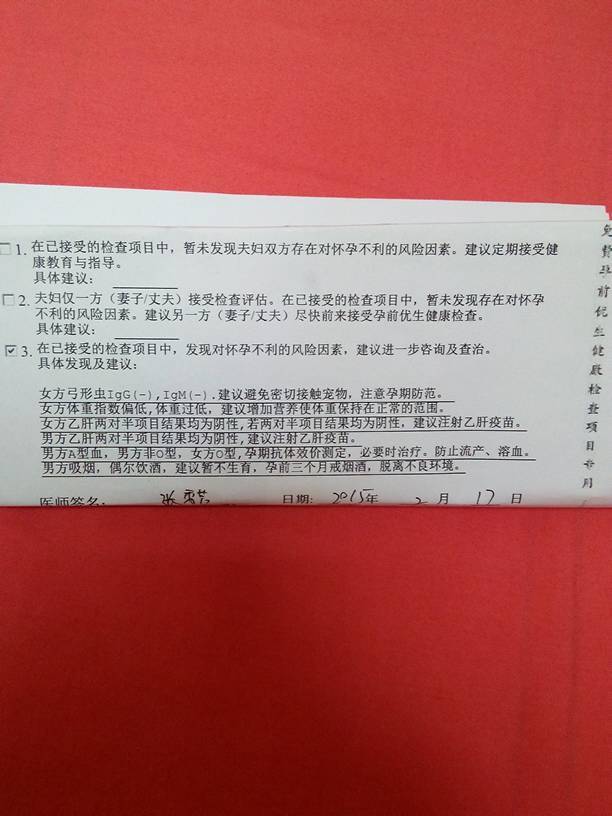 □1. 在已接受的检查项目中，暂未发现夫妇双方存在对怀孕不利的风险因素。建议定期接受健
康教育与指导。
具体建议：
□2. 夫妇仅一方（妻子/丈夫）接受检查评估。在已接受的检查项目中，暂未发现存在对怀孕
不利的风险因素。建议另一方（妻子/丈夫）尽快前来接受孕前优生健康检查。
具体建议：
☑3. 在已接受的检查项目中，发现对怀孕不利的风险因素，建议进一步咨询及查治。
具体发现及建议：
女方弓形虫IgG(-),IgM(-).建议避免密切接触宠物，注意孕期防范。
女方体重指数偏低,体重过低，建议增加营养使体重保持在正常的范围。
女方乙肝两对半项目结果均为阴性,若两对半项目结果均为阴性，建议注射乙肝疫苗。
男方乙肝两对半项目结果均为阴性,建议注射乙肝疫苗。
男方A型血，男方非O型，女方O型,孕期抗体效价测定，必要时治疗。防止流产、溶血。
男方吸烟，偶尔饮酒，建议暂不生育，孕前三个月戒烟酒，脱离不良环境。
医师签名： 张 日期： 2015年 2月 17日
免费孕前优生健康检查项目专用